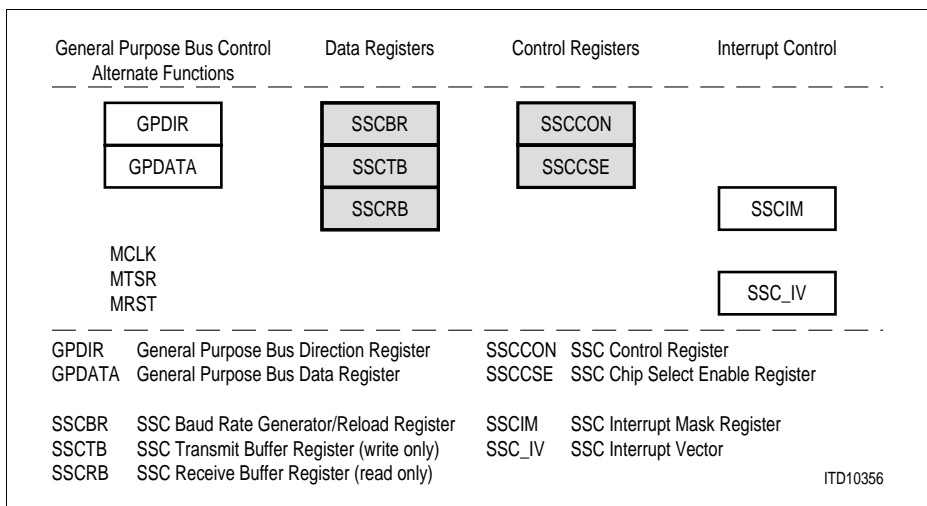 General Purpose Bus Control Alternate Functions
Data Registers
Control Registers
Interrupt Control
GPDIR
GPDATA
SSCBR
SSCTB
SSCRB
SSCCON
SSCCSE
SSCIM
SSC_IV
MCLK
MTSR
MRST
GPDIR General Purpose Bus Direction Register
GPDATA General Purpose Bus Data Register
SSCBR SSC Baud Rate Generator/Reload Register
SSCTB SSC Transmit Buffer Register (write only)
SSCRB SSC Receive Buffer Register (read only)
SSCCON SSC Control Register
SSCCSE SSC Chip Select Enable Register
SSCIM SSC Interrupt Mask Register
SSC_IV SSC Interrupt Vector
ITD10356